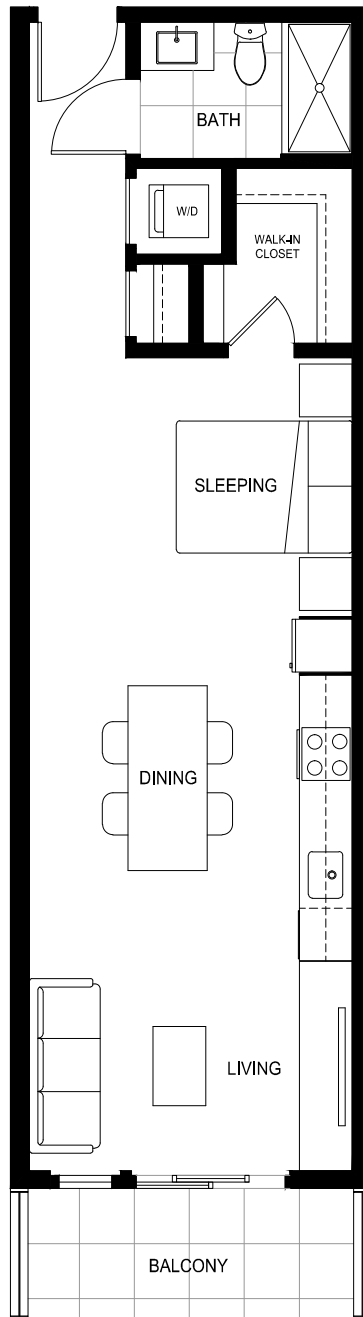 BATH
W/D
WALK-IN
CLOSET
SLEEPING
DINING
LIVING
BALCONY